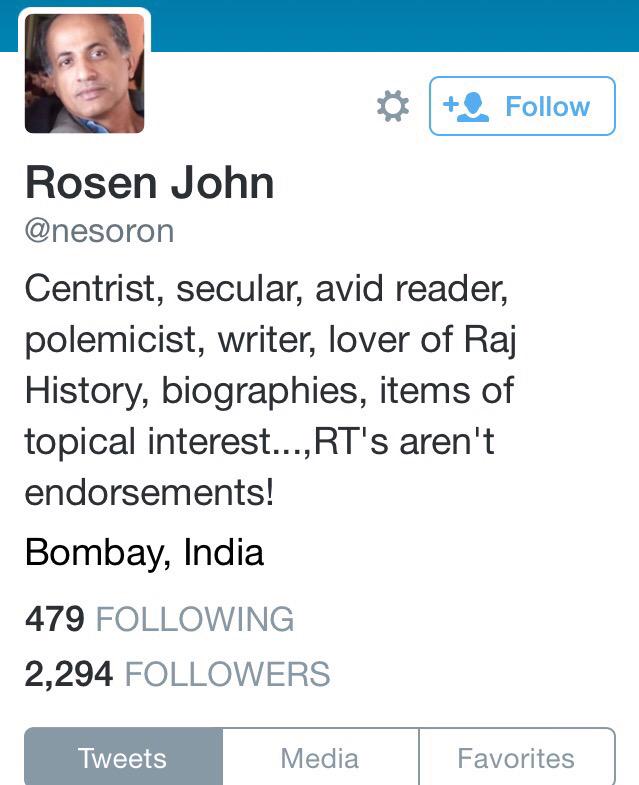 Follow
Rosen John
@nesoron
Centrist, secular, avid reader,
polemicist, writer, lover of Raj
History, biographies, items of
topical interest...,RT's aren't
endorsements!
Bombay, India
479 FOLLOWING
2,294 FOLLOWERS
Tweets Media Favorites